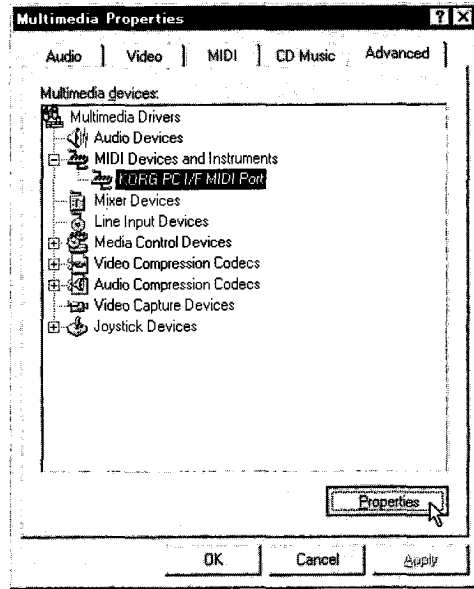 Multimedia Properties
Audio Video MIDI CD Music Advanced
Multimedia devices:
Multimedia Drivers
Audio Devices
MIDI Devices and Instruments
KORG PC I/F MIDI Port
Mixer Devices
Line Input Devices
Media Control Devices
Video Compression Codecs
Audio Compression Codecs
Video Capture Devices
Joystick Devices
Properties
OK Cancel Apply